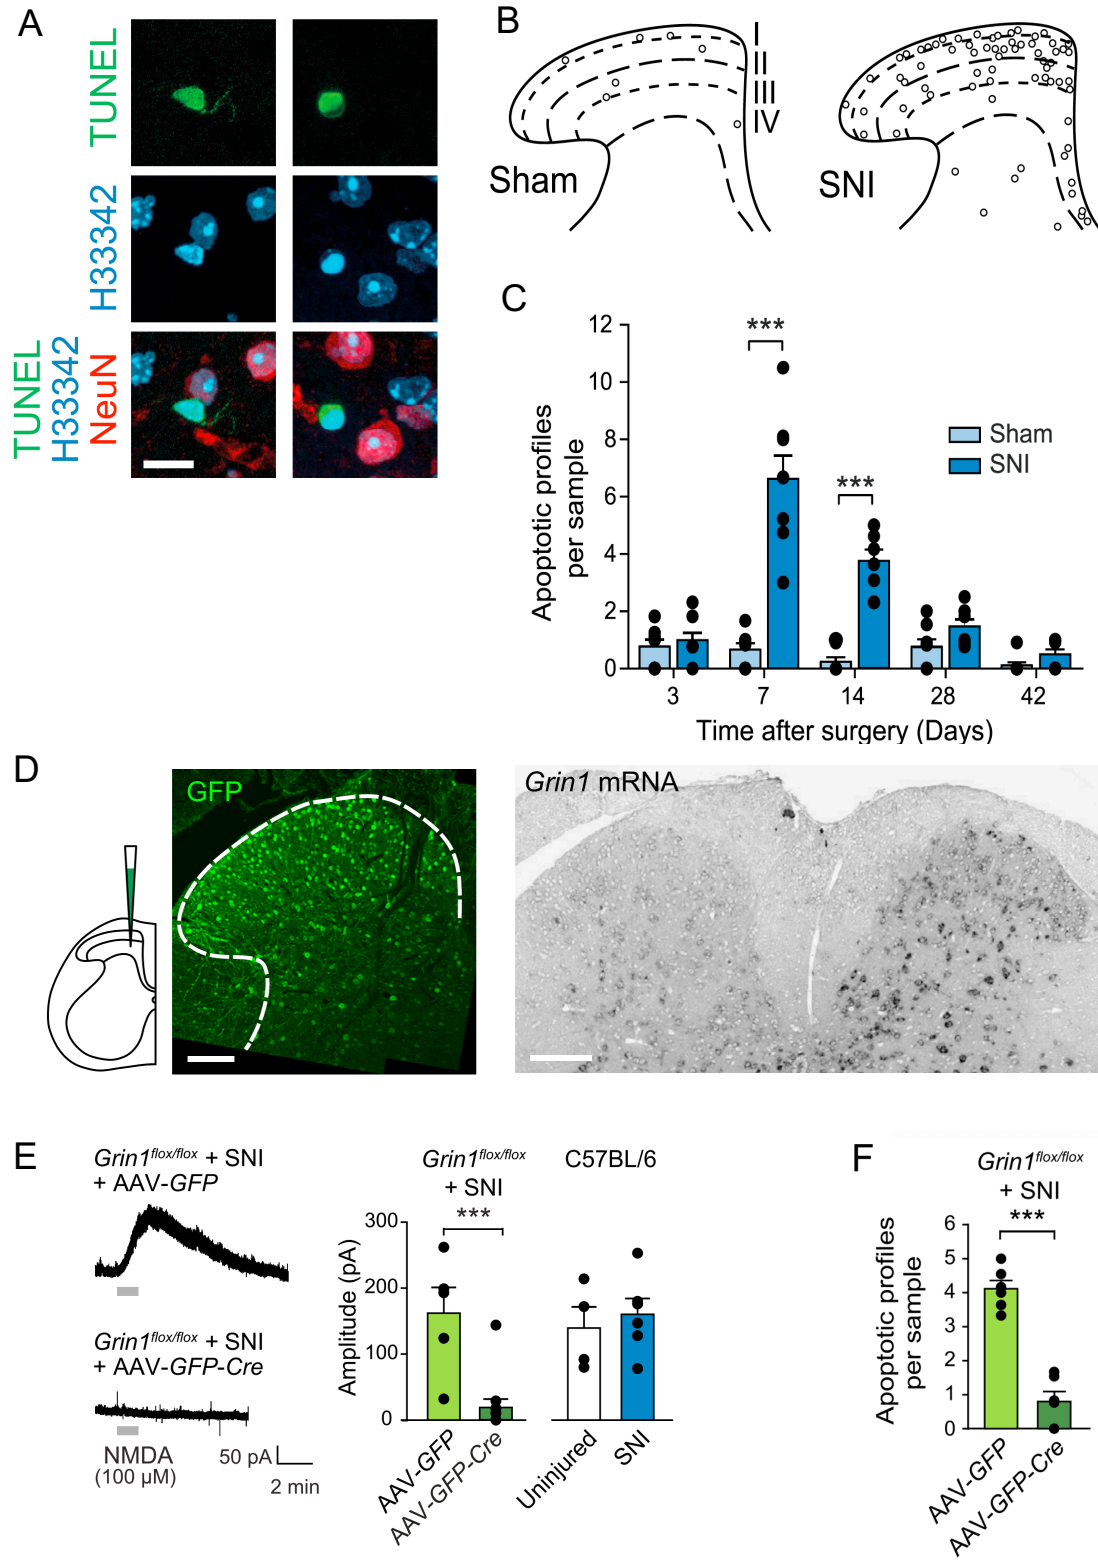 A
TUNEL
H33342
TUNEL
H33342
NeuN
B
I
II
III
IV
Sham
SNI
C
12
10
8
6
4
2
0
Apoptotic profiles
per sample
***
***
Sham
SNI
3 7 14 28 42
Time after surgery (Days)
D
GFP
Grin1 mRNA
E
Grin1flox/flox + SNI
+ AAV-GFP
Grin1flox/flox + SNI
+ AAV-GFP-Cre
NMDA
(100 µM)
50 pA
2 min
Grin1flox/flox
+ SNI
C57BL/6
***
300
200
100
0
Amplitude (pA)
AAV-GFP
AAV-GFP-Cre
Uninjured
SNI
F
Grin1flox/flox
+ SNI
***
6
5
4
3
2
1
0
Apoptotic profiles
per sample
AAV-GFP
AAV-GFP-Cre